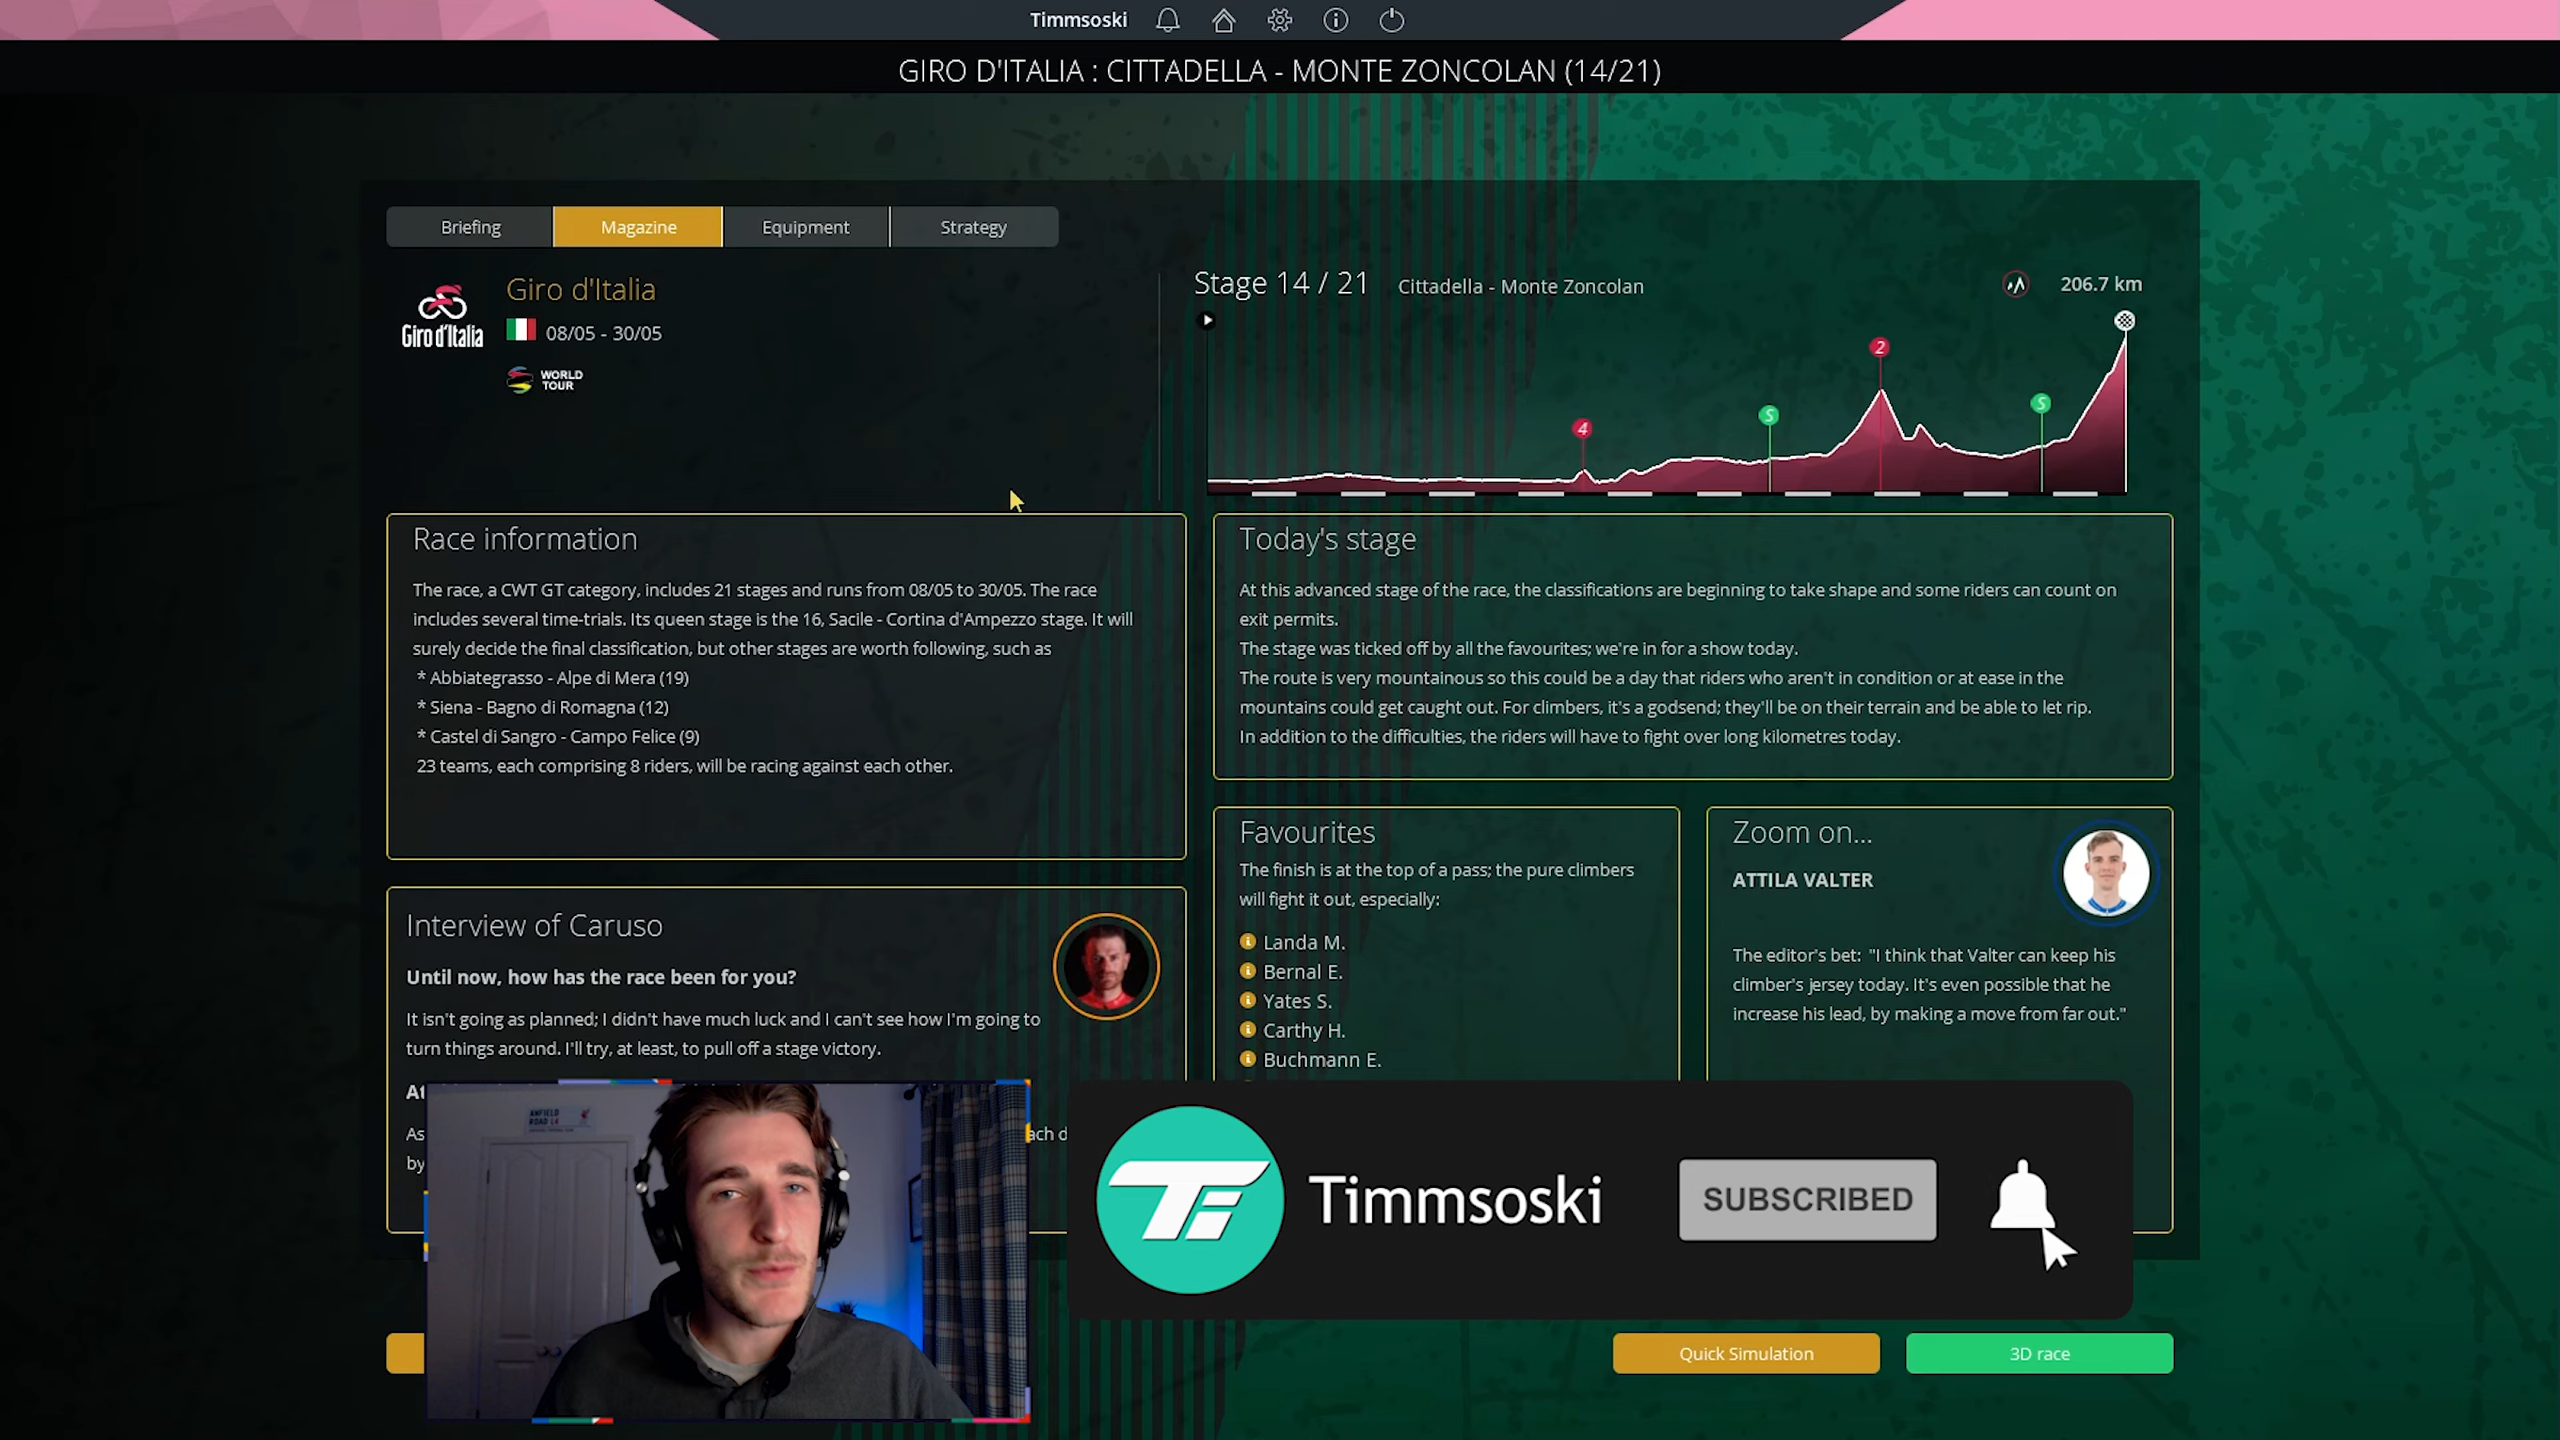 Timmsoski
GIRO D'ITALIA : CITTADELLA - MONTE ZONCOLAN (14/21)
Briefing
Magazine
Equipment
Strategy
Giro d'Italia
Giro d'Italia
08/05 - 30/05
WORLD
TOUR
Stage 14 / 21
Cittadella - Monte Zoncolan
206.7 km
4
S
2
S
Race information
The race, a CWT GT category, includes 21 stages and runs from 08/05 to 30/05. The race
includes several time-trials. Its queen stage is the 16, Sacile - Cortina d'Ampezzo stage. It will
surely decide the final classification, but other stages are worth following, such as
* Abbiategrasso - Alpe di Mera (19)
* Siena - Bagno di Romagna (12)
* Castel di Sangro - Campo Felice (9)
23 teams, each comprising 8 riders, will be racing against each other.
Today's stage
At this advanced stage of the race, the classifications are beginning to take shape and some riders can count on
exit permits.
The stage was ticked off by all the favourites; we're in for a show today.
The route is very mountainous so this could be a day that riders who aren't in condition or at ease in the
mountains could get caught out. For climbers, it's a godsend; they'll be on their terrain and be able to let rip.
In addition to the difficulties, the riders will have to fight over long kilometres today.
Interview of Caruso
Until now, how has the race been for you?
It isn't going as planned; I didn't have much luck and I can't see how I'm going to
turn things around. I'll try, at least, to pull off a stage victory.
At
As
ach d
by
Favourites
The finish is at the top of a pass; the pure climbers
will fight it out, especially:
Landa M.
Bernal E.
Yates S.
Carthy H.
Buchmann E.
Zoom on...
ATTILA VALTER
The editor's bet: "I think that Valter can keep his
climber's jersey today. It's even possible that he
increase his lead, by making a move from far out."
ANFIELD
ROAD L4
Timmsoski
SUBSCRIBED
Quick Simulation
3D race